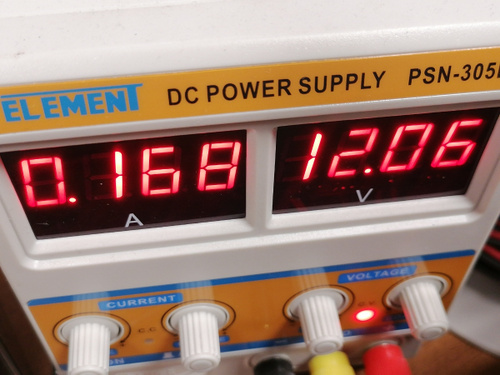 ELEMENT DC POWER SUPPLY PSN-305
0.168 12.06
A V
CURRENT VOLTAGE
C.C C.V